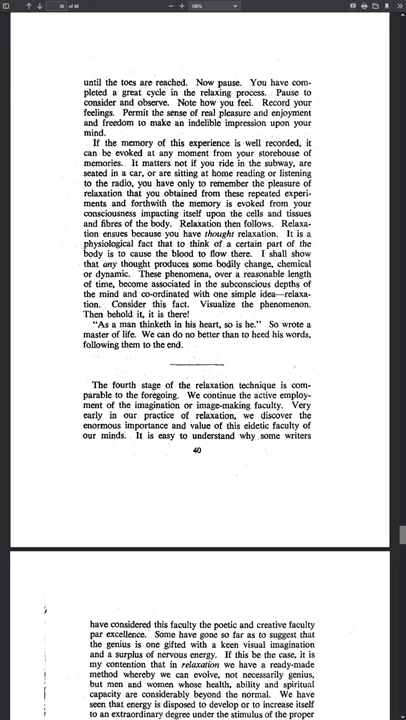 36 of 48
100%
until the toes are reached. Now pause. You have com-
pleted a great cycle in the relaxing process. Pause to
consider and observe. Note how you feel. Record your
feelings. Permit the sense of real pleasure and enjoyment
and freedom to make an indelible impression upon your
mind.
If the memory of this experience is well recorded, it
can be evoked at any moment from your storehouse of
memories. It matters not if you ride in the subway, are
seated in a car, or are sitting at home reading or listening
to the radio, you have only to remember the pleasure of
relaxation that you obtained from these repeated experi-
ments and forthwith the memory is evoked from your
consciousness impacting itself upon the cells and tissues
and fibres of the body. Relaxation then follows. Relaxa-
tion ensues because you have thought relaxation. It is a
physiological fact that to think of a certain part of the
body is to cause the blood to flow there. I shall show
that any thought produces some bodily change, chemical
or dynamic. These phenomena, over a reasonable length
of time, become associated in the subconscious depths of
the mind and co-ordinated with one simple idea—relaxa-
tion. Consider this fact. Visualize the phenomenon.
Then behold it, it is there!
"As a man thinketh in his heart, so is he." So wrote a
master of life. We can do no better than to heed his words,
following them to the end.
The fourth stage of the relaxation technique is com-
parable to the foregoing. We continue the active employ-
ment of the imagination or image-making faculty. Very
early in our practice of relaxation, we discover the
enormous importance and value of this eidetic faculty of
our minds. It is easy to understand why some writers
40
have considered this faculty the poetic and creative faculty
par excellence. Some have gone so far as to suggest that
the genius is one gifted with a keen visual imagination
and a surplus of nervous energy. If this be the case, it is
my contention that in relaxation we have a ready-made
method whereby we can evolve, not necessarily genius,
but men and women whose health, ability and spiritual
capacity are considerably beyond the normal. We have
seen that energy is disposed to develop or to increase itself
to an extraordinary degree under the stimulus of the proper